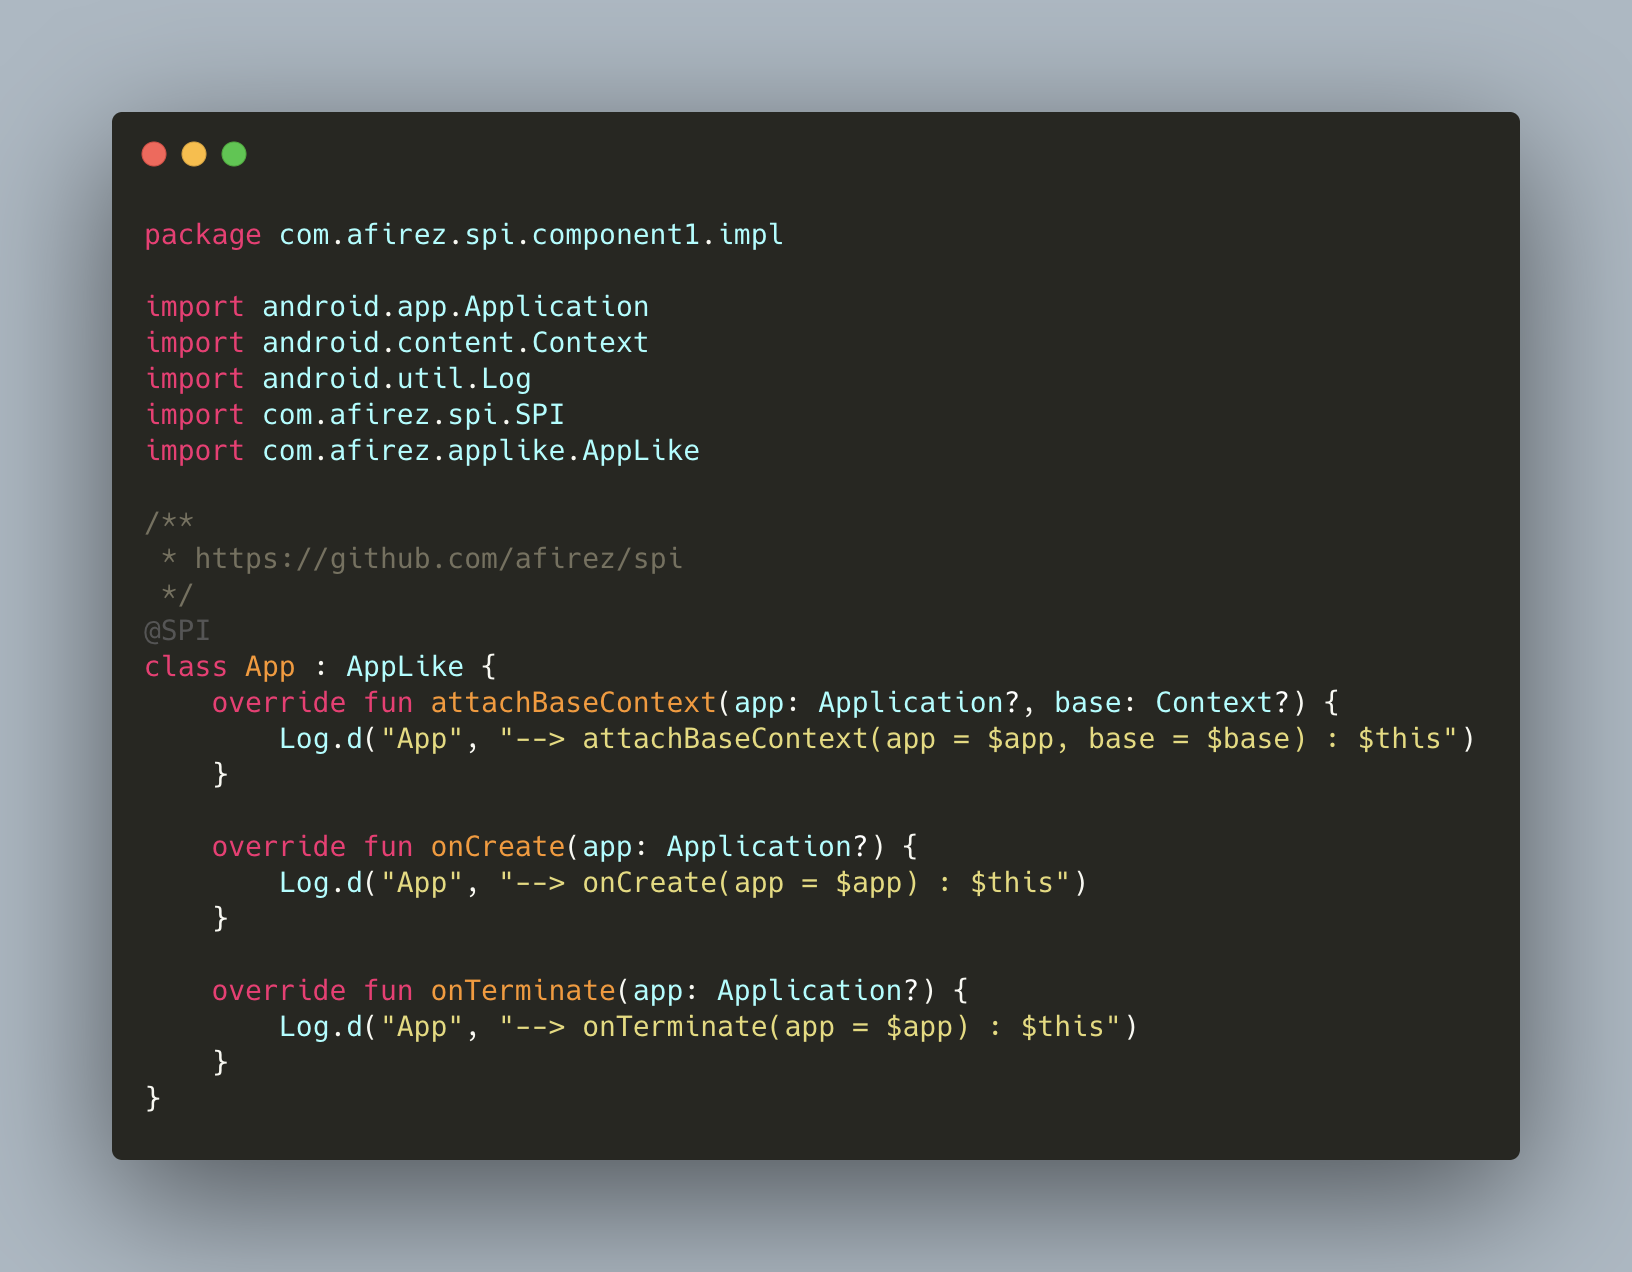 package com.afirez.spi.component1.impl

import android.app.Application
import android.content.Context
import android.util.Log
import com.afirez.spi.SPI
import com.afirez.applike.AppLike

/**
 * https://github.com/afirez/spi
 */
@SPI
class App : AppLike {
    override fun attachBaseContext(app: Application?, base: Context?) {
        Log.d("App", "--> attachBaseContext(app = $app, base = $base) : $this")
    }

    override fun onCreate(app: Application?) {
        Log.d("App", "--> onCreate(app = $app) : $this")
    }

    override fun onTerminate(app: Application?) {
        Log.d("App", "--> onTerminate(app = $app) : $this")
    }
}